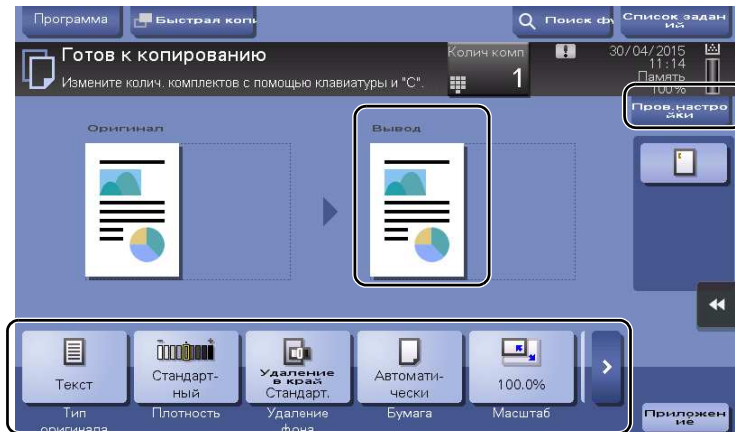 Программа
Быстрая копи
Поиск фу
Список задан
ий
Готов к копированию
Измените колич. комплектов с помощью клавиатуры и "С".
Колич комп
1
30/04/2015
11:14
Память
100%
Пров.настро
йки
Оригинал
Вывод
Текст
Тип
оригинала
Стандарт-
ный
Плотность
Удаление
в край
Стандарт.
Удаление
фона
Автомати-
чески
Бумага
100.0%
Масштаб
Приложен
ие